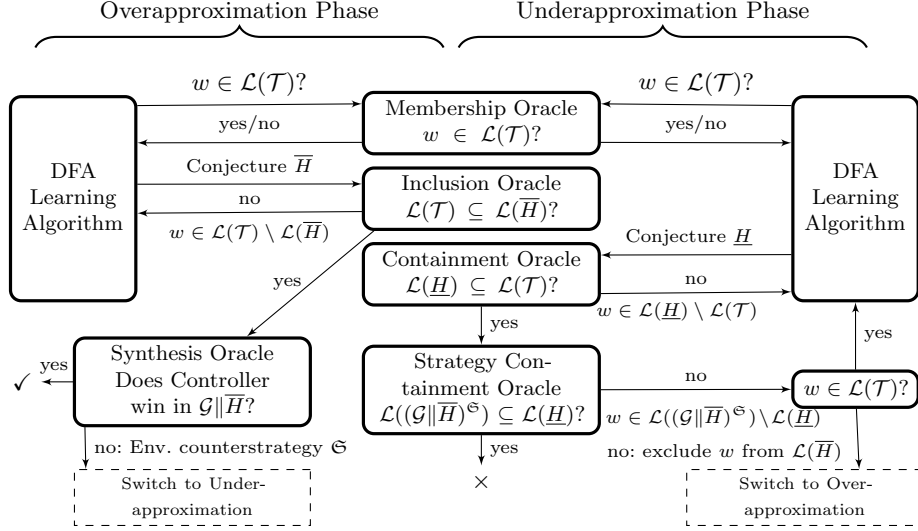 Overapproximation Phase
Underapproximation Phase
w ∈ L(T)?
w ∈ L(T)?
Membership Oracle
w ∈ L(T)?
yes/no
yes/no
DFA
Learning
Algorithm
Conjecture H̅
Inclusion Oracle
L(T) ⊆ L(H̅)?
no
w ∈ L(T) \ L(H̅)
DFA
Learning
Algorithm
Conjecture H̲
Containment Oracle
L(H̲) ⊆ L(T)?
no
w ∈ L(H̲) \ L(T)
yes
yes
yes
Synthesis Oracle
Does Controller
win in G∥H̅?
yes
✓
Strategy Con-
tainment Oracle
L((G∥H̅)^𝔖) ⊆ L(H̲)?
no
w ∈ L((G∥H̅)^𝔖)\L(H̲)
w ∈ L(T)?
no: Env. counterstrategy 𝔖
yes
×
no: exclude w from L(H̅)
Switch to Under-
approximation
Switch to Over-
approximation